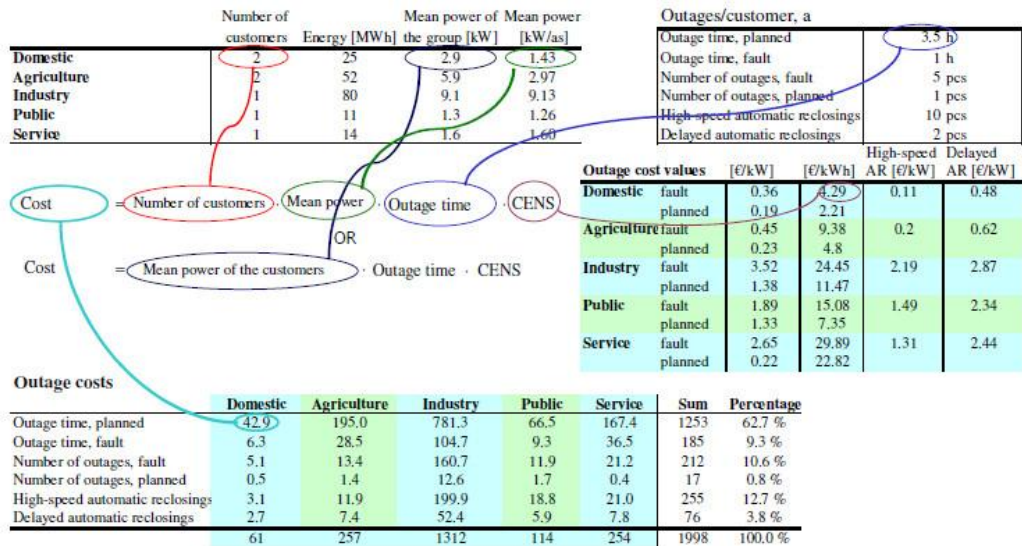 Number of customers Energy [MWh] Mean power of the group [kW] Mean power [kW/as]
Domestic 2 25 2.9 1.43
Agriculture 2 52 5.9 2.97
Industry 1 80 9.1 9.13
Public 1 11 1.3 1.26
Service 1 14 1.6 1.60
Outages/customer, a
Outage time, planned 3,5 h
Outage time, fault 1 h
Number of outages, fault 5 pcs
Number of outages, planned 1 pcs
High-speed automatic reclosings 10 pcs
Delayed automatic reclosings 2 pcs
Outage cost values [€/kW] [€/kWh] High-speed AR [€/kW] Delayed AR [€/kW]
Domestic fault 0.36 4.29 0.11 0.48
planned 0.19 2.21
Agriculture fault 0.45 9.38 0.2 0.62
planned 0.23 4.8
Industry fault 3.52 24.45 2.19 2.87
planned 1.38 11.47
Public fault 1.89 15.08 1.49 2.34
planned 1.33 7.35
Service fault 2.65 29.89 1.31 2.44
planned 0.22 22.82
Cost = Number of customers · Mean power · Outage time · CENS
OR
Cost = Mean power of the customers · Outage time · CENS
Outage costs
Domestic Agriculture Industry Public Service Sum Percentage
Outage time, planned 42.9 195.0 781.3 66.5 167.4 1253 62.7 %
Outage time, fault 6.3 28.5 104.7 9.3 36.5 185 9.3 %
Number of outages, fault 5.1 13.4 160.7 11.9 21.2 212 10.6 %
Number of outages, planned 0.5 1.4 12.6 1.7 0.4 17 0.8 %
High-speed automatic reclosings 3.1 11.9 199.9 18.8 21.0 255 12.7 %
Delayed automatic reclosings 2.7 7.4 52.4 5.9 7.8 76 3.8 %
61 257 1312 114 254 1998 100.0 %